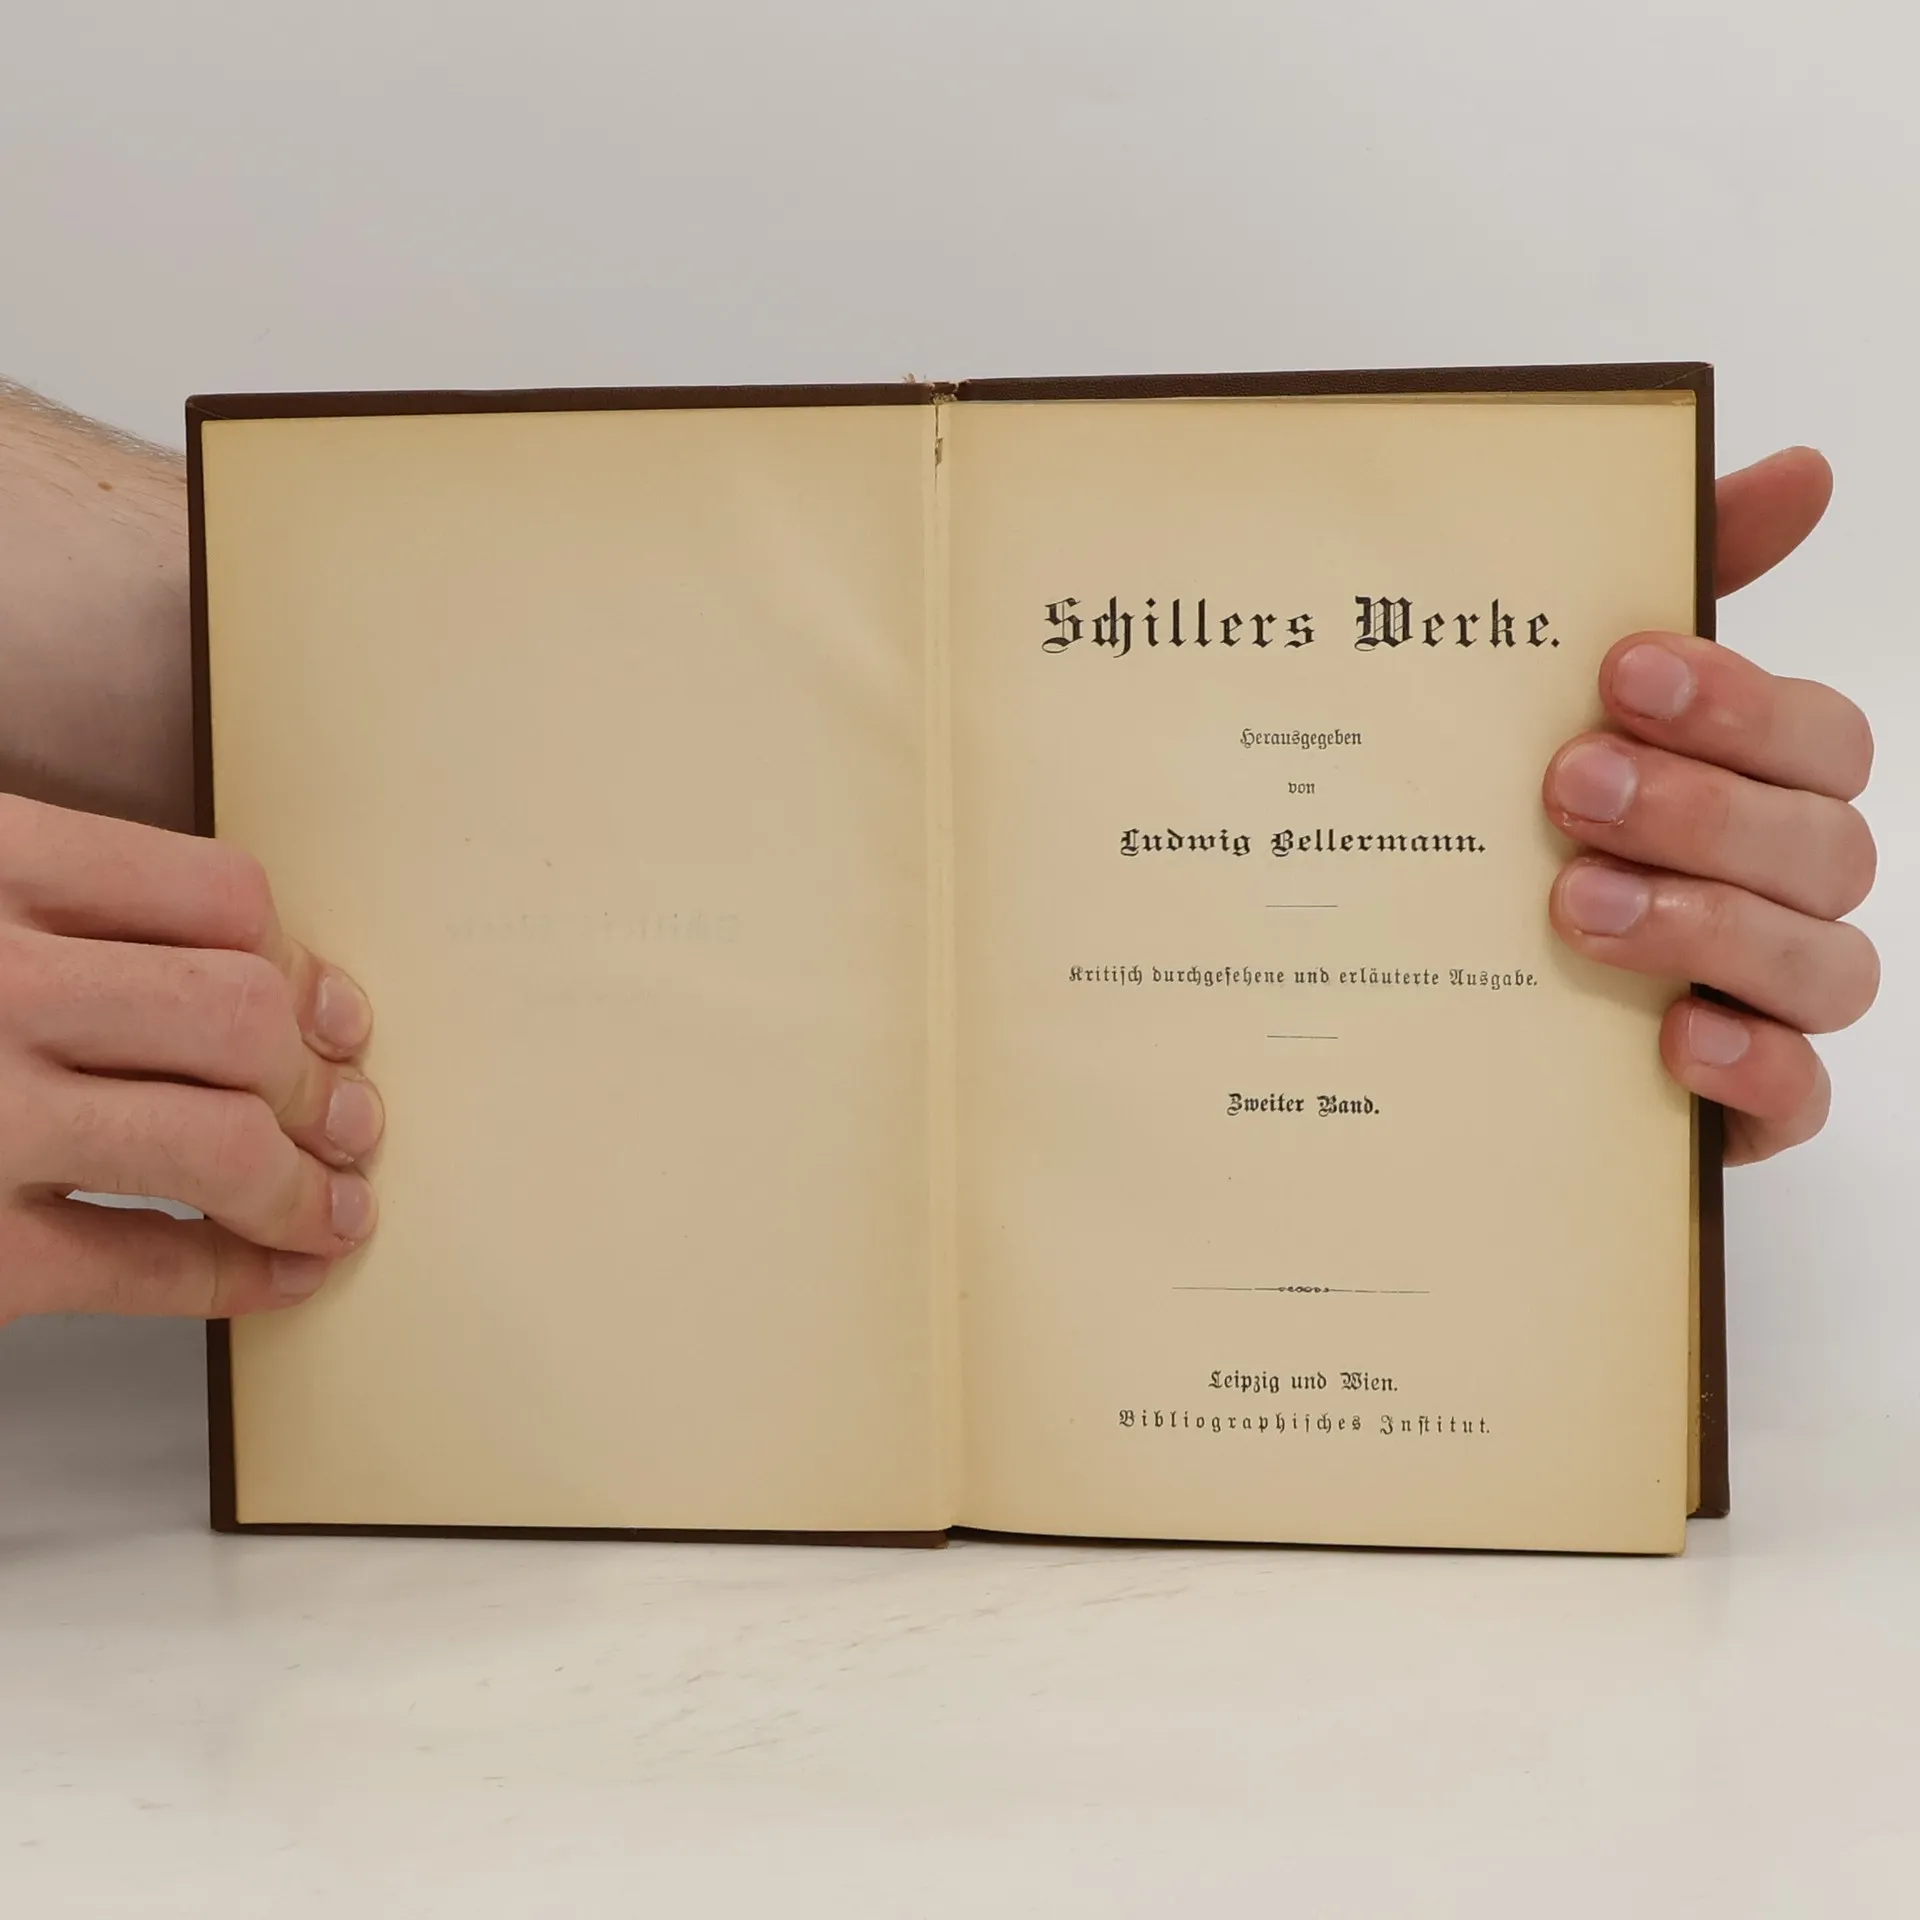 Schillers Werke.
Herausgegeben
von
Ludwig Bellermann.
Kritiſch durchgeſehene und erläuterte Ausgabe.
Zweiter Band.
Leipzig und Wien.
Bibliographiſches Inſtitut.